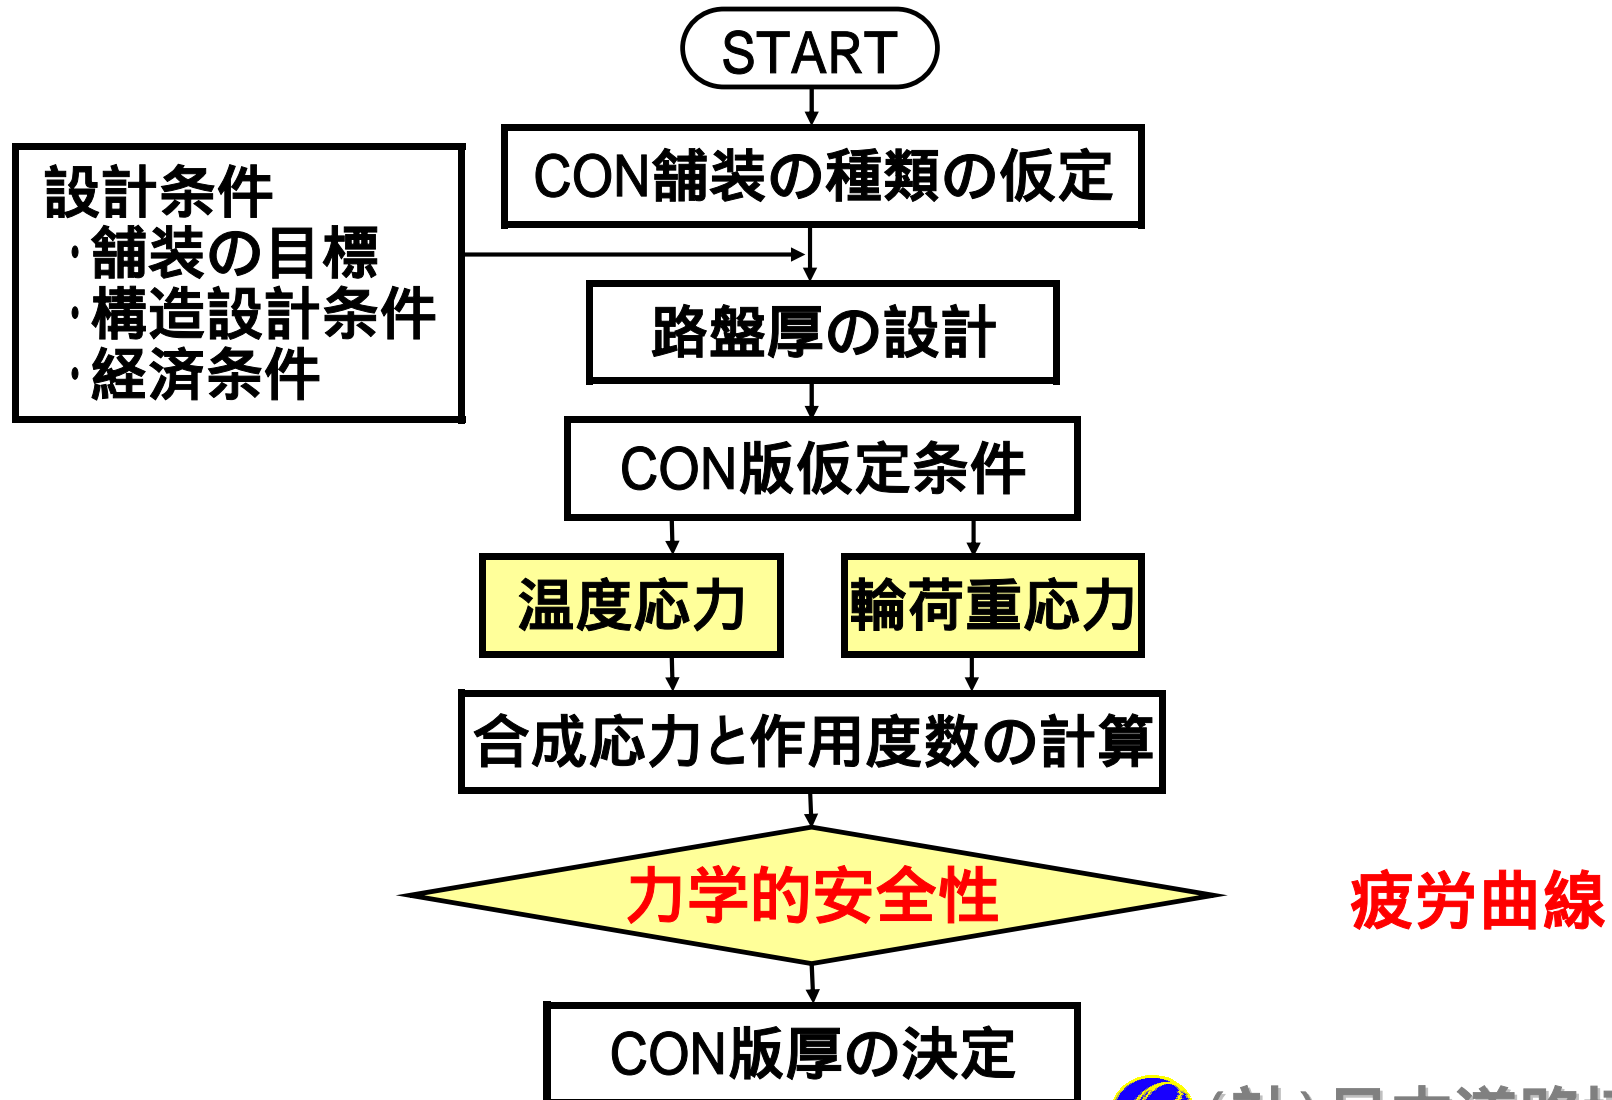 START
CON舗装の種類の仮定
設計条件
・舗装の目標
・構造設計条件
・経済条件
路盤厚の設計
CON版仮定条件
温度応力
輪荷重応力
合成応力と作用度数の計算
力学的安全性
疲労曲線
CON版厚の決定